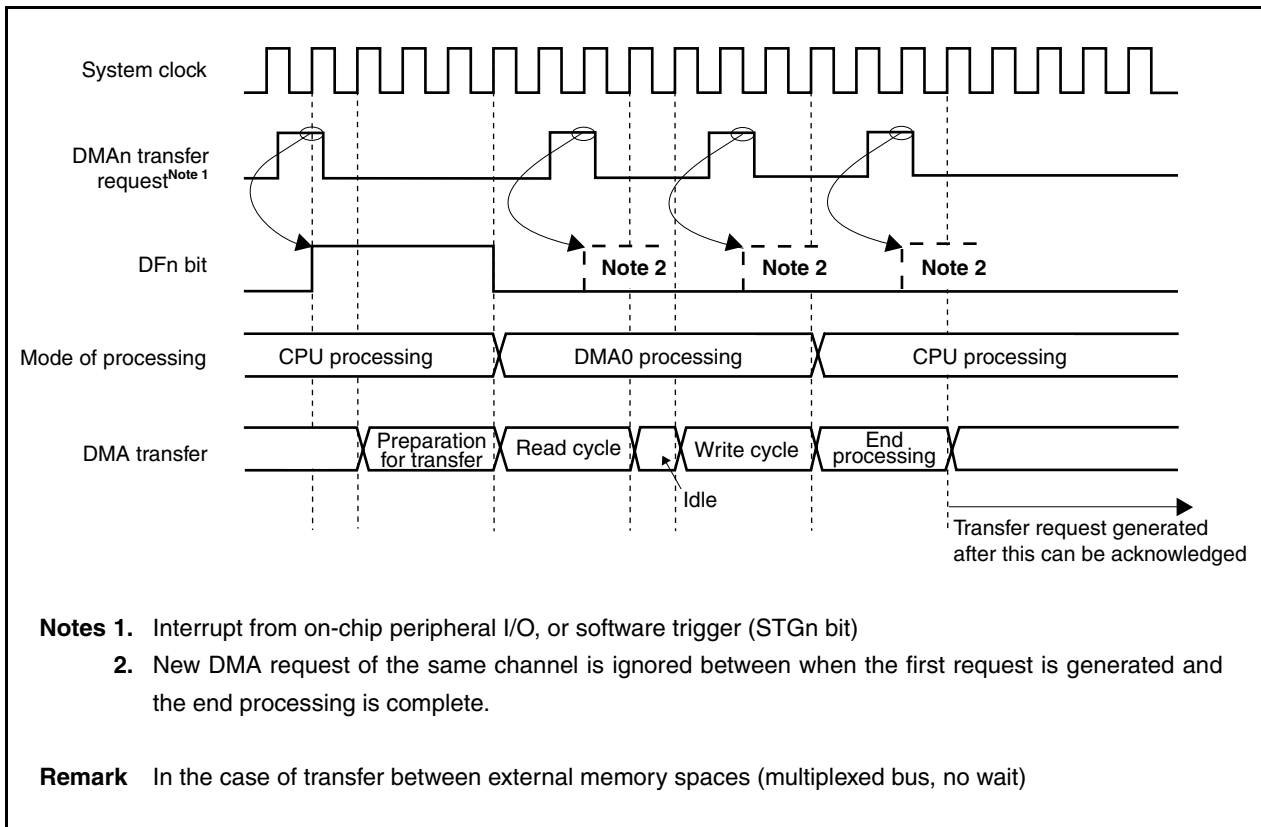 System clock
DMAn transfer
requestNote 1
DFn bit
Note 2
Note 2
Note 2
Mode of processing
CPU processing
DMA0 processing
CPU processing
DMA transfer
Preparation
for transfer
Read cycle
Idle
Write cycle
End
processing
Transfer request generated
after this can be acknowledged
Notes 1. Interrupt from on-chip peripheral I/O, or software trigger (STGn bit)
2. New DMA request of the same channel is ignored between when the first request is generated and
the end processing is complete.
Remark In the case of transfer between external memory spaces (multiplexed bus, no wait)